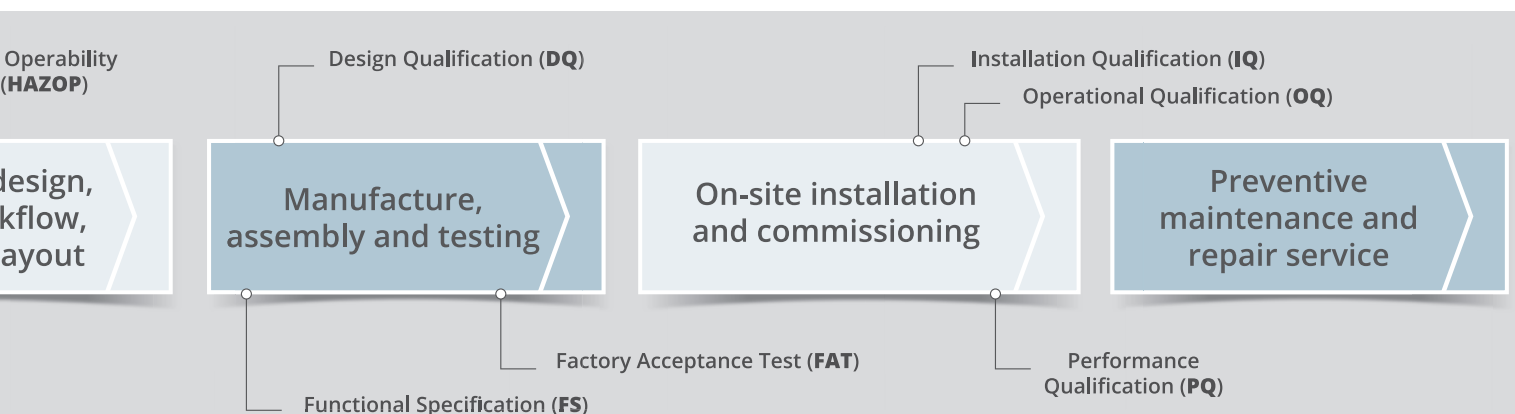 Operability
(HAZOP)
Design Qualification (DQ)
Installation Qualification (IQ)
Operational Qualification (OQ)
design,
kflow,
ayout
Manufacture,
assembly and testing
On-site installation
and commissioning
Preventive
maintenance and
repair service
Factory Acceptance Test (FAT)
Functional Specification (FS)
Performance
Qualification (PQ)